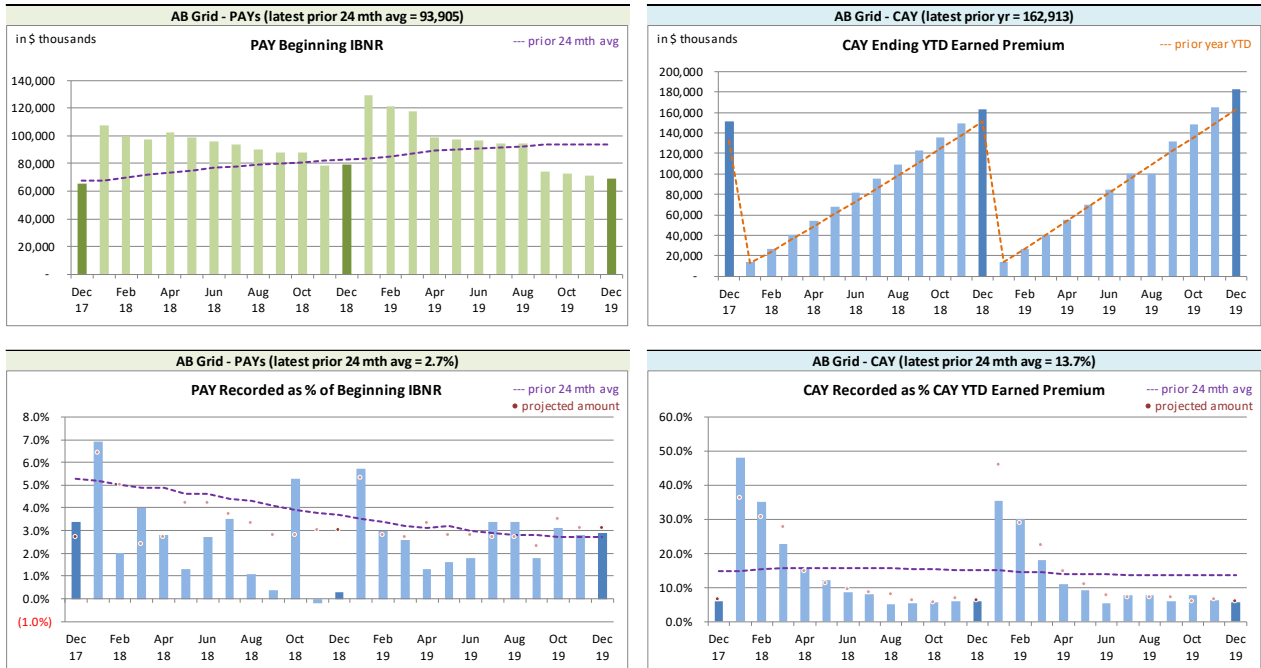 AB Grid - PAYs (latest prior 24 mth avg = 93,905)
in $ thousands
PAY Beginning IBNR
--- prior 24 mth avg
140,000
120,000
100,000
80,000
60,000
40,000
20,000
-
Dec Feb Apr Jun Aug Oct Dec Feb Apr Jun Aug Oct Dec
17 18 18 18 18 18 18 19 19 19 19 19 19
AB Grid - CAY (latest prior yr = 162,913)
in $ thousands
CAY Ending YTD Earned Premium
--- prior year YTD
200,000
180,000
160,000
140,000
120,000
100,000
80,000
60,000
40,000
20,000
-
Dec Feb Apr Jun Aug Oct Dec Feb Apr Jun Aug Oct Dec
17 18 18 18 18 18 18 19 19 19 19 19 19
AB Grid - PAYs (latest prior 24 mth avg = 2.7%)
PAY Recorded as % of Beginning IBNR
--- prior 24 mth avg
• projected amount
8.0%
7.0%
6.0%
5.0%
4.0%
3.0%
2.0%
1.0%
0.0%
(1.0%)
Dec Feb Apr Jun Aug Oct Dec Feb Apr Jun Aug Oct Dec
17 18 18 18 18 18 18 19 19 19 19 19 19
AB Grid - CAY (latest prior 24 mth avg = 13.7%)
CAY Recorded as % CAY YTD Earned Premium
--- prior 24 mth avg
• projected amount
60.0%
50.0%
40.0%
30.0%
20.0%
10.0%
0.0%
Dec Feb Apr Jun Aug Oct Dec Feb Apr Jun Aug Oct Dec
17 18 18 18 18 18 18 19 19 19 19 19 19